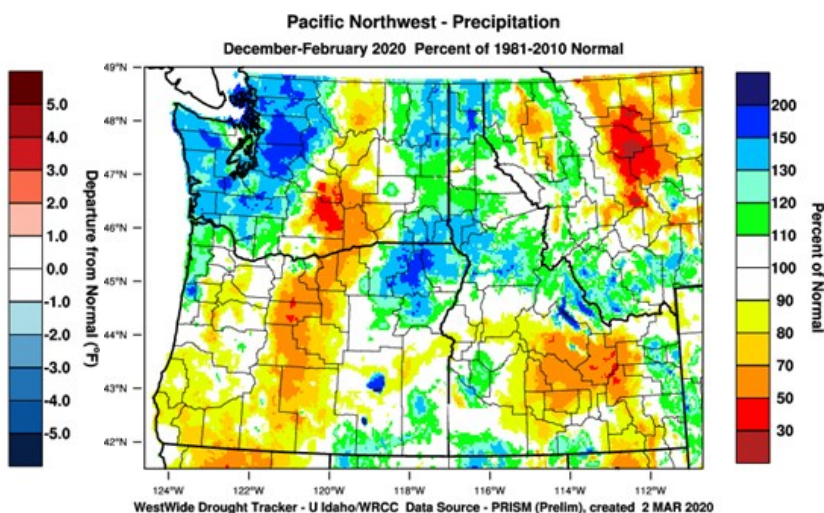 Pacific Northwest - Precipitation
December-February 2020  Percent of 1981-2010 Normal
5.0
4.0
3.0
2.0
1.0
0.0
-1.0
-2.0
-3.0
-4.0
-5.0
Departure from Normal (°F)
49°N
48°N
47°N
46°N
45°N
44°N
43°N
42°N
124°W 122°W 120°W 118°W 116°W 114°W 112°W
200
150
130
120
110
100
90
80
70
50
30
Percent of Normal
WestWide Drought Tracker - U Idaho/WRCC  Data Source - PRISM (Prelim), created  2 MAR 2020